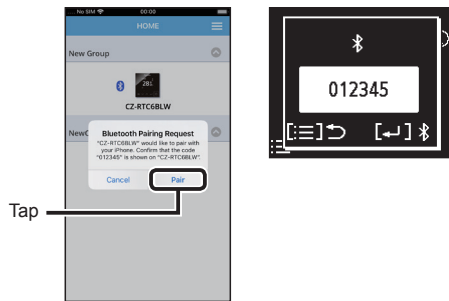 No SIM 00:00
HOME
New Group
281
CZ-RTC6BLW
New
Bluetooth Pairing Request
"CZ-RTC6BLW" would like to pair with
your iPhone. Confirm that the code
"012345" is shown on "CZ-RTC6BLW".
Cancel Pair
Tap
012345